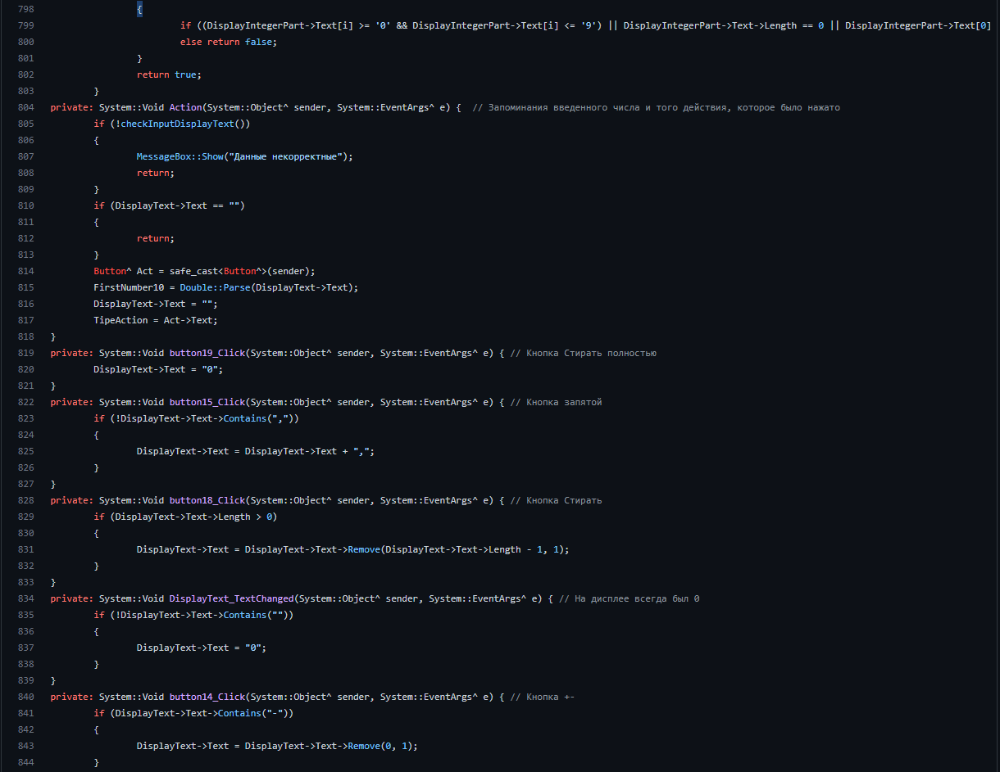 798 {
799 if ((DisplayIntegerPart->Text[i] >= '0' && DisplayIntegerPart->Text[i] <= '9') || DisplayIntegerPart->Text->Length == 0 || DisplayIntegerPart->Text[0]
800 else return false;
801 }
802 return true;
803 }
804 private: System::Void Action(System::Object^ sender, System::EventArgs^ e) { // Запоминания введенного числа и того действия, которое было нажато
805 if (!checkInputDisplayText())
806 {
807 MessageBox::Show("Данные некорректные");
808 return;
809 }
810 if (DisplayText->Text == "")
811 {
812 return;
813 }
814 Button^ Act = safe_cast<Button^>(sender);
815 FirstNumber10 = Double::Parse(DisplayText->Text);
816 DisplayText->Text = "";
817 TipeAction = Act->Text;
818 }
819 private: System::Void button19_Click(System::Object^ sender, System::EventArgs^ e) { // Кнопка Стирать полностью
820 DisplayText->Text = "0";
821 }
822 private: System::Void button15_Click(System::Object^ sender, System::EventArgs^ e) { // Кнопка запятой
823 if (!DisplayText->Text->Contains(","))
824 {
825 DisplayText->Text = DisplayText->Text + ",";
826 }
827 }
828 private: System::Void button18_Click(System::Object^ sender, System::EventArgs^ e) { // Кнопка Стирать
829 if (DisplayText->Text->Length > 0)
830 {
831 DisplayText->Text = DisplayText->Text->Remove(DisplayText->Text->Length - 1, 1);
832 }
833 }
834 private: System::Void DisplayText_TextChanged(System::Object^ sender, System::EventArgs^ e) { // На дисплее всегда был 0
835 if (!DisplayText->Text->Contains(""))
836 {
837 DisplayText->Text = "0";
838 }
839 }
840 private: System::Void button14_Click(System::Object^ sender, System::EventArgs^ e) { // Кнопка +-
841 if (DisplayText->Text->Contains("-"))
842 {
843 DisplayText->Text = DisplayText->Text->Remove(0, 1);
844 }